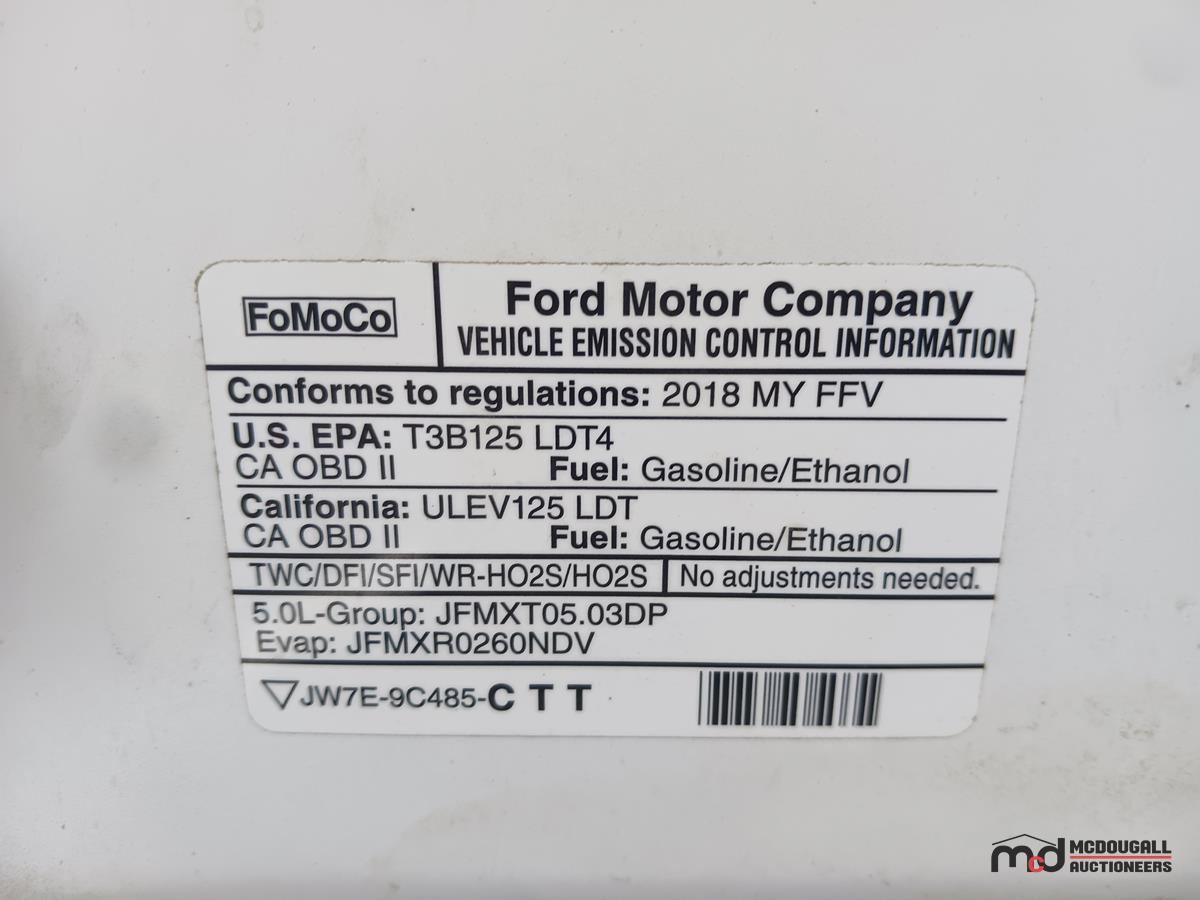 FoMoCo
Ford Motor Company
VEHICLE EMISSION CONTROL INFORMATION
Conforms to regulations: 2018 MY FFV
U.S. EPA: T3B125 LDT4
CA OBD II Fuel: Gasoline/Ethanol
California: ULEV125 LDT
CA OBD II Fuel: Gasoline/Ethanol
TWC/DFI/SFI/WR-HO2S/HO2S No adjustments needed.
5.0L-Group: JFMXT05.03DP
Evap: JFMXR0260NDV
JW7E-9C485-C T T
mcd MCDOUGALL
AUCTIONEERS